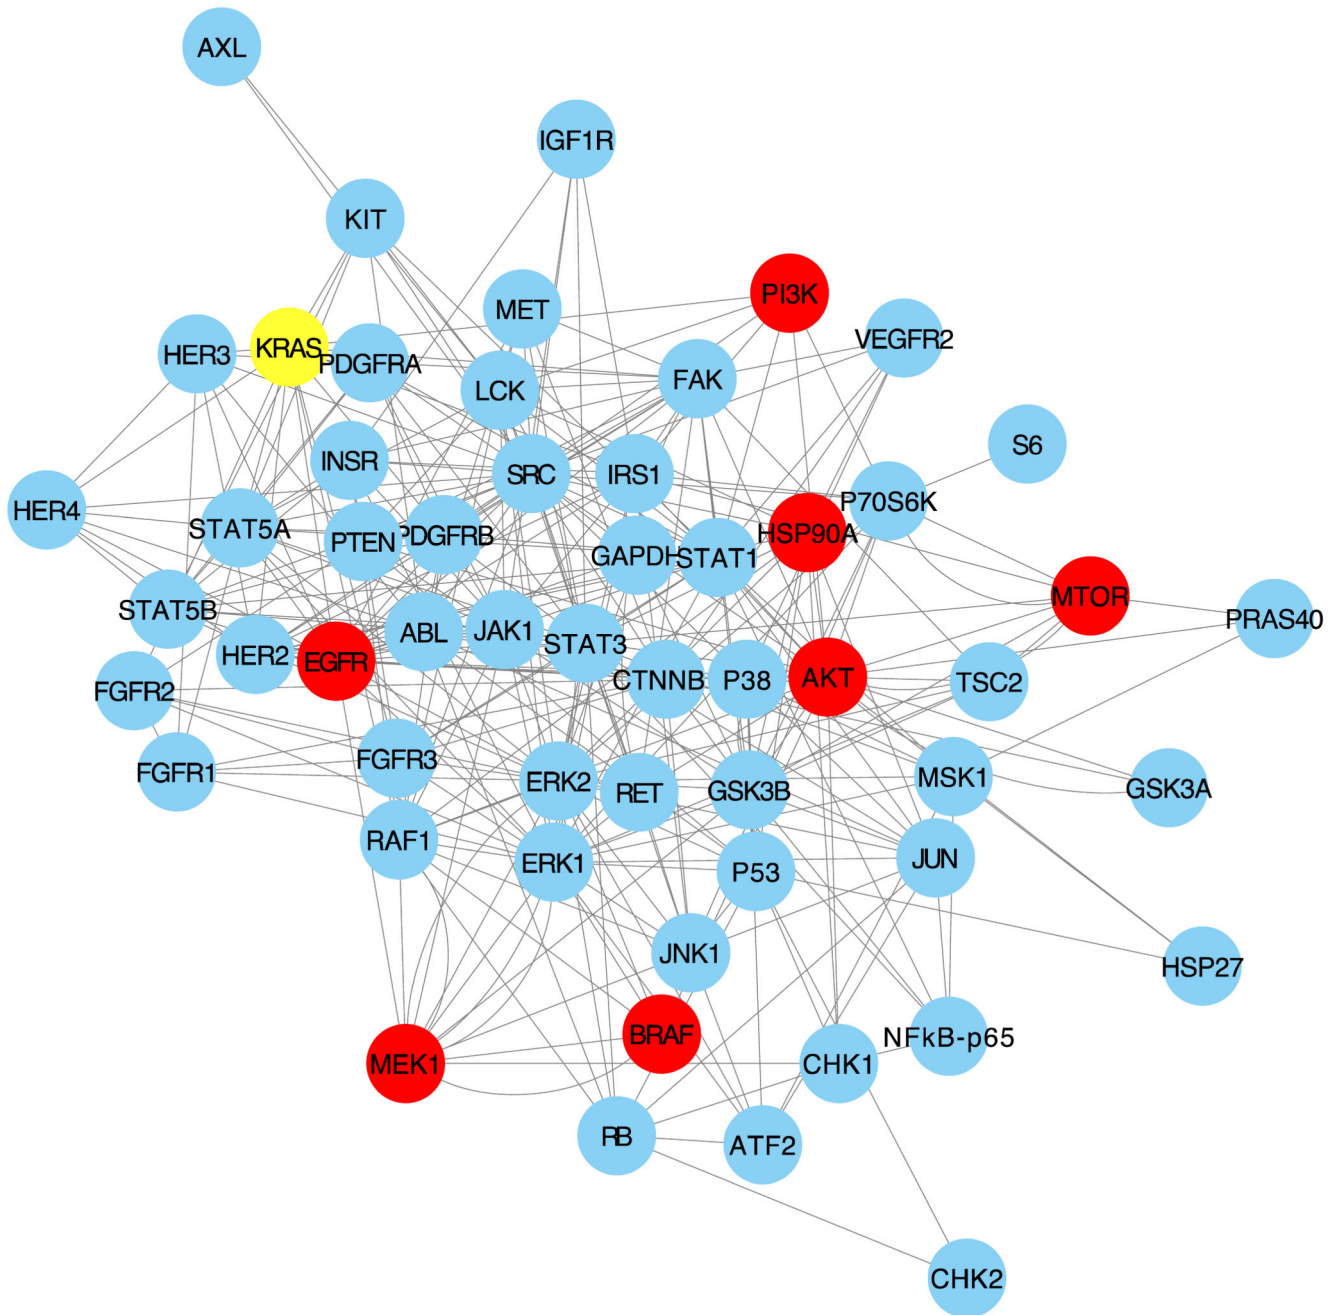 AXL
IGF1R
KIT
PI3K
MET
VEGFR2
KRAS
HER3
PDGFRA
FAK
LCK
S6
INSR
SRC
IRS1
P70S6K
HER4
STAT5A
PTEN
PDGFRB
HSP90A
GAPDH
STAT1
MTOR
STAT5B
PRAS40
ABL
JAK1
STAT3
HER2
EGFR
CTNNB
P38
AKT
TSC2
FGFR2
FGFR1
FGFR3
ERK2
RET
GSK3B
MSK1
GSK3A
RAF1
ERK1
P53
JUN
JNK1
HSP27
BRAF
NFkB-p65
MEK1
CHK1
RB
ATF2
CHK2